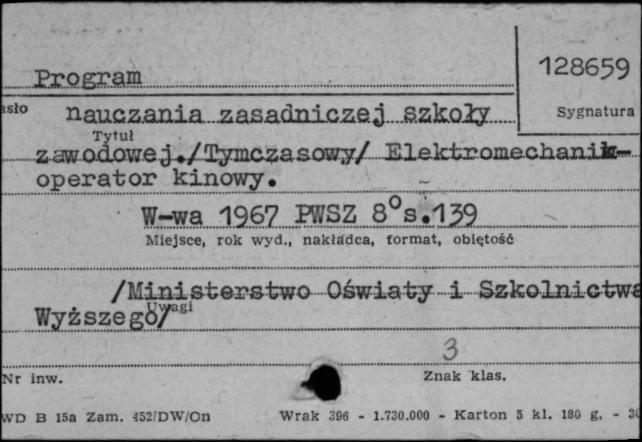 128659
Program
asło
nauczania zasadniczej szkoły
Sygnatura
Tytuł
zawodowej./Tymczasowy/ Elektromechanik-
operator kinowy.
W-wa 1967 PWSZ 8°s.139
Miejsce, rok wyd., nakładca, format, objętość
/Ministerstwo Oświaty i Szkolnictwa
Uwagi
Wyższego/
3
Nr inw.
Znak klas.
WD B 15a Zam. 452/DW/On Wrak 396 - 1.730.000 - Karton 5 kl. 180 g, -